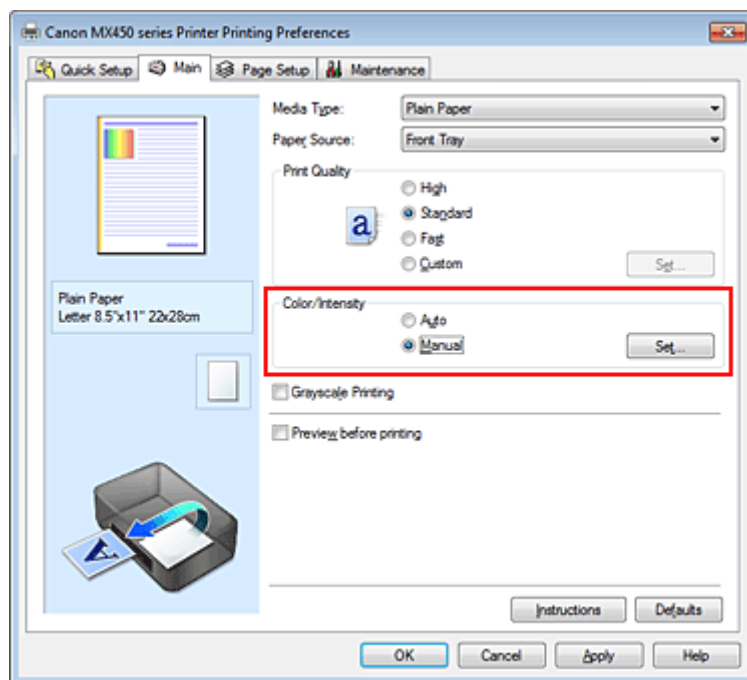 Canon MX450 series Printer Printing Preferences
Quick Setup Main Page Setup Maintenance
Media Type: Plain Paper
Paper Source: Front Tray
Print Quality
High
a Standard
Fast
Custom Set...
Plain Paper
Letter 8.5"x11" 22x28cm
Color/Intensity
Auto
Manual Set...
Grayscale Printing
Preview before printing
A
Instructions Defaults
OK Cancel Apply Help